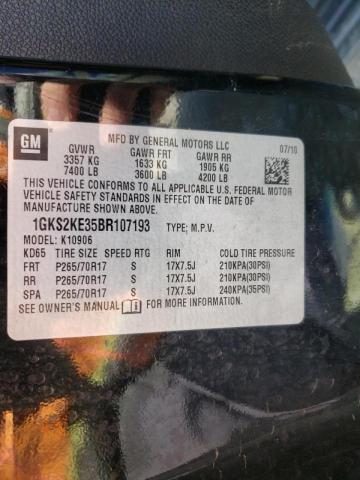 GM
MFD BY GENERAL MOTORS LLC 07/10
GVWR GAWR FRT GAWR RR
3357 KG 1633 KG 1905 KG
7400 LB 3600 LB 4200 LB
THIS VEHICLE CONFORMS TO ALL APPLICABLE U.S. FEDERAL MOTOR
VEHICLE SAFETY STANDARDS IN EFFECT ON THE DATE OF
MANUFACTURE SHOWN ABOVE.
1GKS2KE35BR107193 TYPE: M.P.V.
MODEL: K10906
KD65 TIRE SIZE SPEED RTG RIM COLD TIRE PRESSURE
FRT P265/70R17 S 17X7.5J 210KPA(30PSI)
RR P265/70R17 S 17X7.5J 210KPA(30PSI)
SPA P265/70R17 S 17X7.5J 240KPA(35PSI)
SEE OWNER'S MANUAL FOR ADDITIONAL INFORMATION.